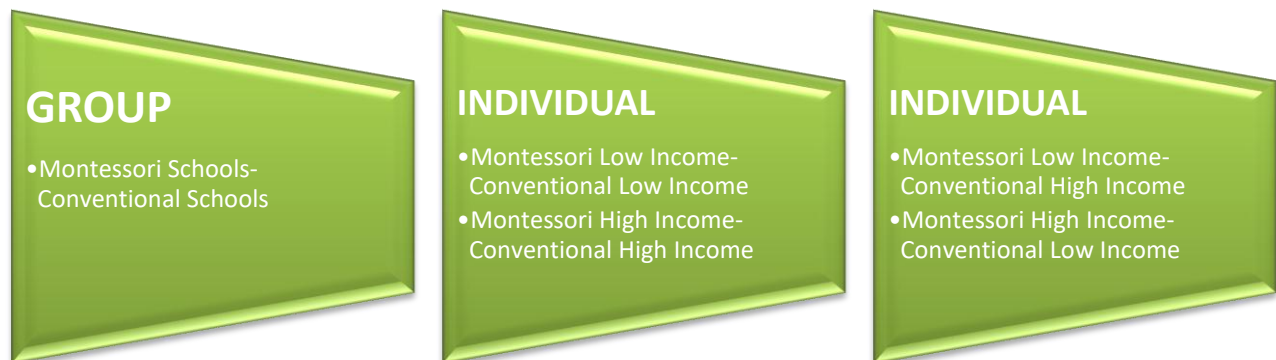 GROUP
•Montessori Schools-
Conventional Schools
INDIVIDUAL
•Montessori Low Income-
Conventional Low Income
•Montessori High Income-
Conventional High Income
INDIVIDUAL
•Montessori Low Income-
Conventional High Income
•Montessori High Income-
Conventional Low Income